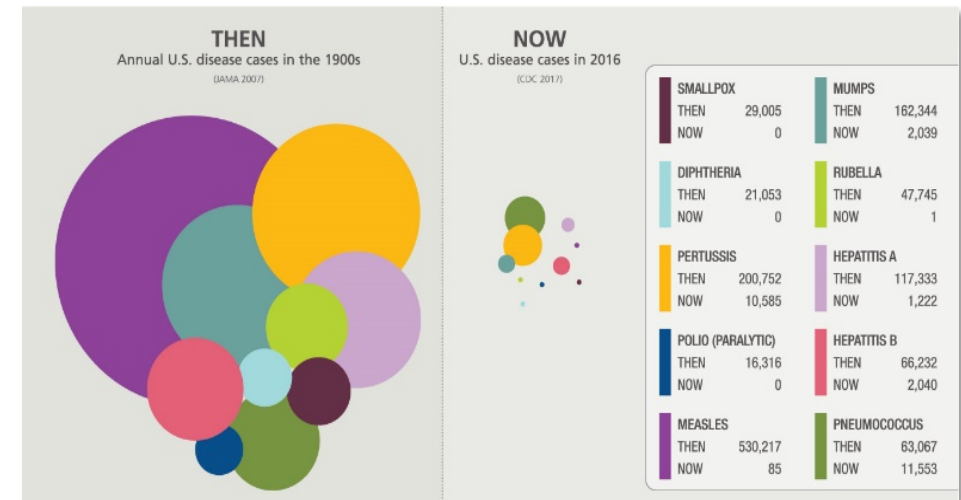 THEN
Annual U.S. disease cases in the 1900s
(JAMA 2007)
NOW
U.S. disease cases in 2016
(CDC 2017)
SMALLPOX
THEN 29,005
NOW 0
DIPHTHERIA
THEN 21,053
NOW 0
PERTUSSIS
THEN 200,752
NOW 10,585
POLIO (PARALYTIC)
THEN 16,316
NOW 0
MEASLES
THEN 530,217
NOW 85
MUMPS
THEN 162,344
NOW 2,039
RUBELLA
THEN 47,745
NOW 1
HEPATITIS A
THEN 117,333
NOW 1,222
HEPATITIS B
THEN 66,232
NOW 2,040
PNEUMOCOCCUS
THEN 63,067
NOW 11,553